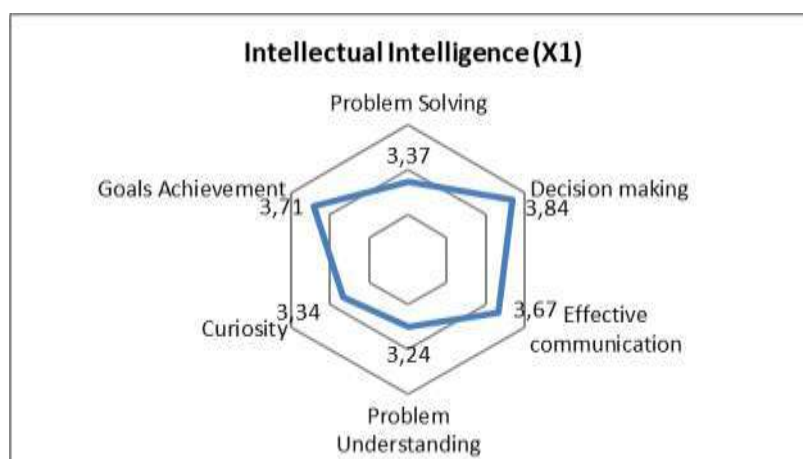 Intellectual Intelligence (X1)
Problem Solving
3,37
Goals Achievement
Decision making
3,71
3,84
3,34
3,67
Effective
Curiosity
communication
3,24
Problem
Understanding